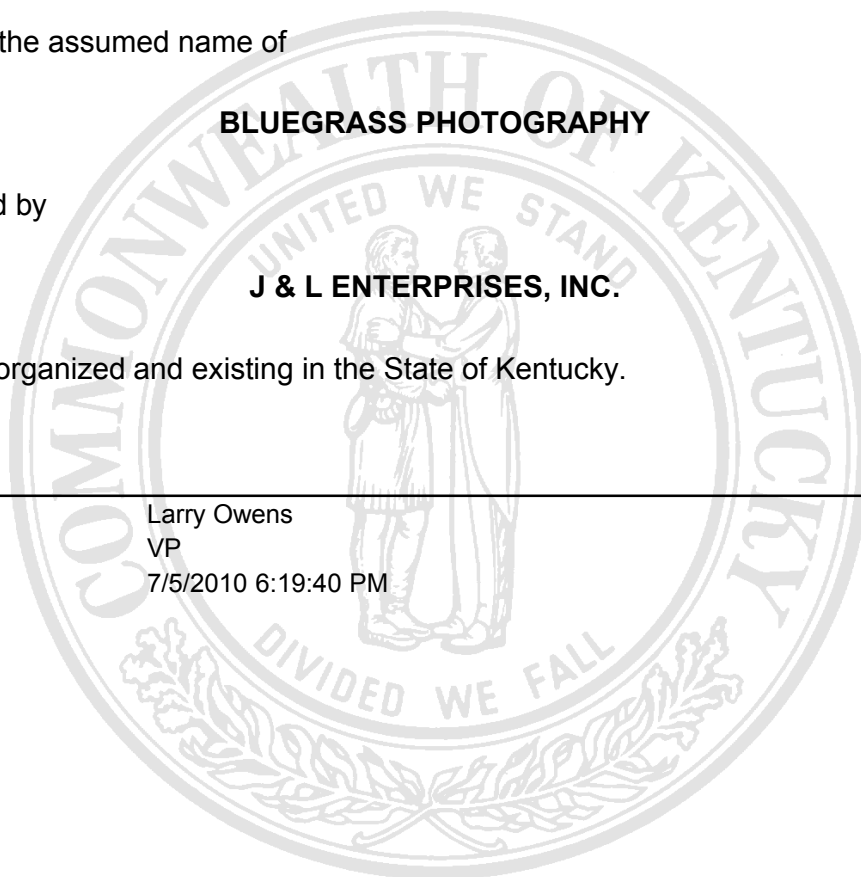 the assumed name of
BLUEGRASS PHOTOGRAPHY
d by
J & L ENTERPRISES, INC.
organized and existing in the State of Kentucky.
Larry Owens
VP
7/5/2010 6:19:40 PM
COMMONWEALTH OF KENTUCKY
UNITED WE STAND
DIVIDED WE FALL